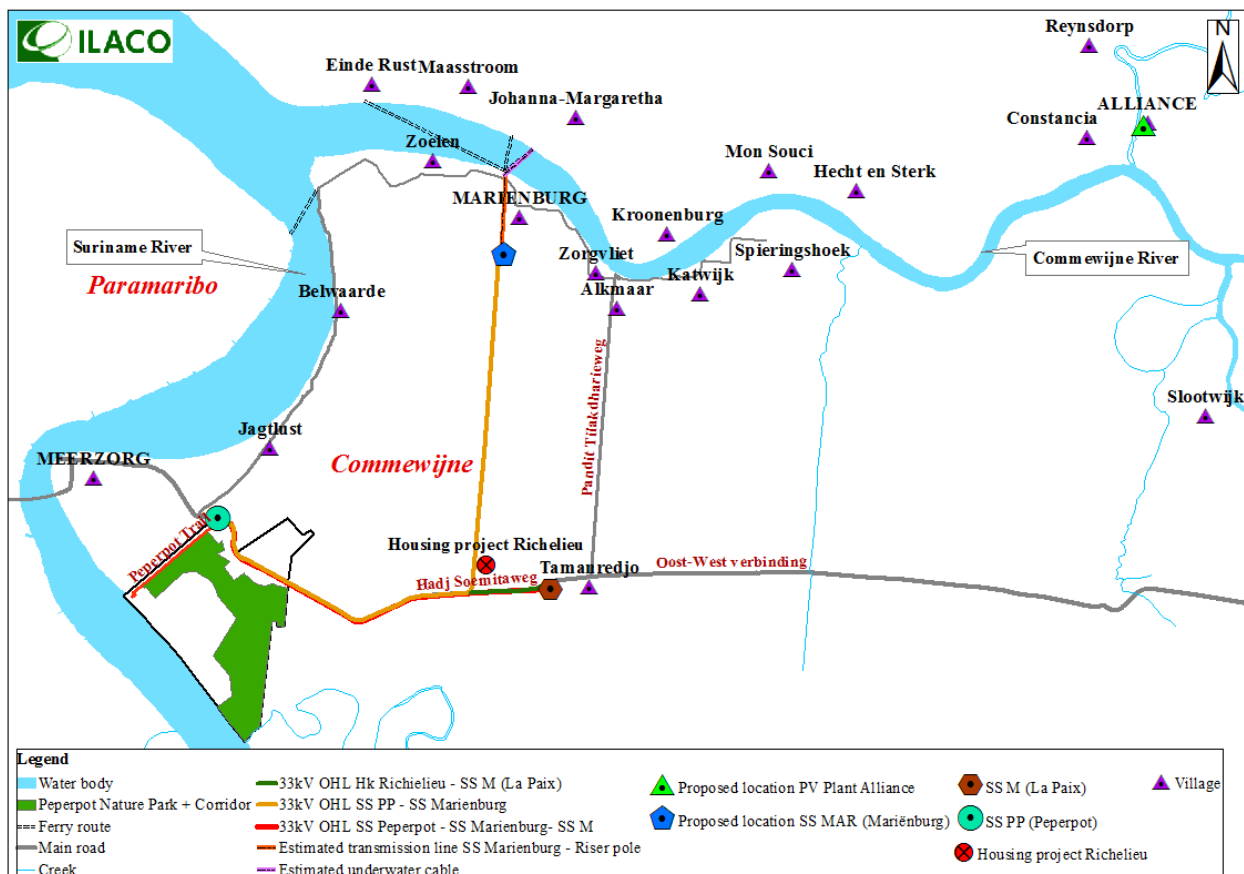 ILACO
Reynsdorp
N
Einde Rust
Maasstroom
Johanna-Margaretha
ALLIANCE
Constancia
Zoelen
Mon Souci
Hecht en Sterk
MARIENBURG
Kroonenburg
Suriname River
Zorgvliet
Spieringshoek
Commewijne River
Paramaribo
Katwijk
Belwaarde
Alkmaar
Pandit Tilakdharieweg
Slootwijk
Jagtlust
Commewijne
MEERZORG
Peperpot Trail
Housing project Richelieu
Tamanredjo
Oost-West verbinding
Hadj Soemitaweg
Legend
Water body
Peperpot Nature Park + Corridor
Ferry route
Main road
Creek
33kV OHL Hk Richielieu - SS M (La Paix)
33kV OHL SS PP - SS Marienburg
33kV OHL SS Peperpot - SS Marienburg- SS M
Estimated transmission line SS Marienburg - Riser pole
Estimated underwater cable
Proposed location PV Plant Alliance
Proposed location SS MAR (Mariënburg)
SS M (La Paix)
SS PP (Peperpot)
Housing project Richelieu
Village